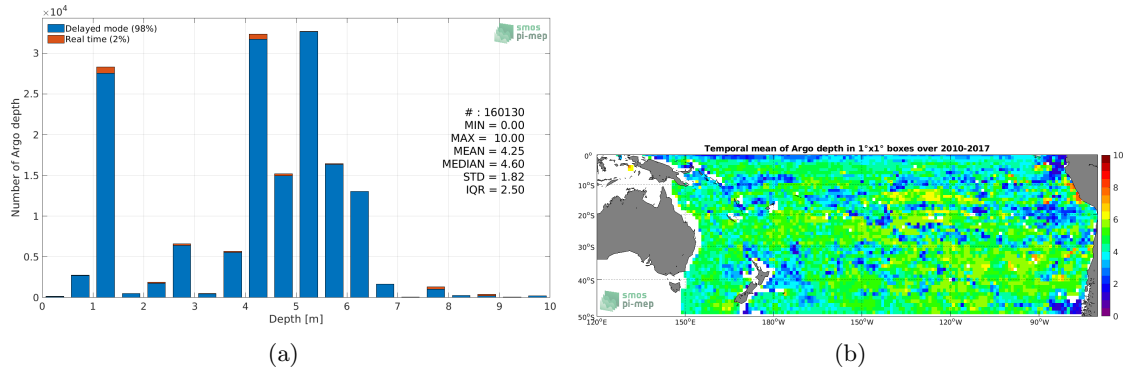 ×10⁴
Delayed mode (98%)
Real time (2%)
smos
pi-mep
3
2.5
2
1.5
1
0.5
0
Number of Argo depth
# : 160130
MIN = 0.00
MAX = 10.00
MEAN = 4.25
MEDIAN = 4.60
STD = 1.82
IQR = 2.50
0 1 2 3 4 5 6 7 8 9 10
Depth [m]
(a)
Temporal mean of Argo depth in 1°x1° boxes over 2010-2017
0°
10°S
20°S
30°S
40°S
50°S
120°E 150°E 180°W 150°W 120°W 90°W
smos
pi-mep
10
9
8
7
6
5
4
3
2
1
0
(b)